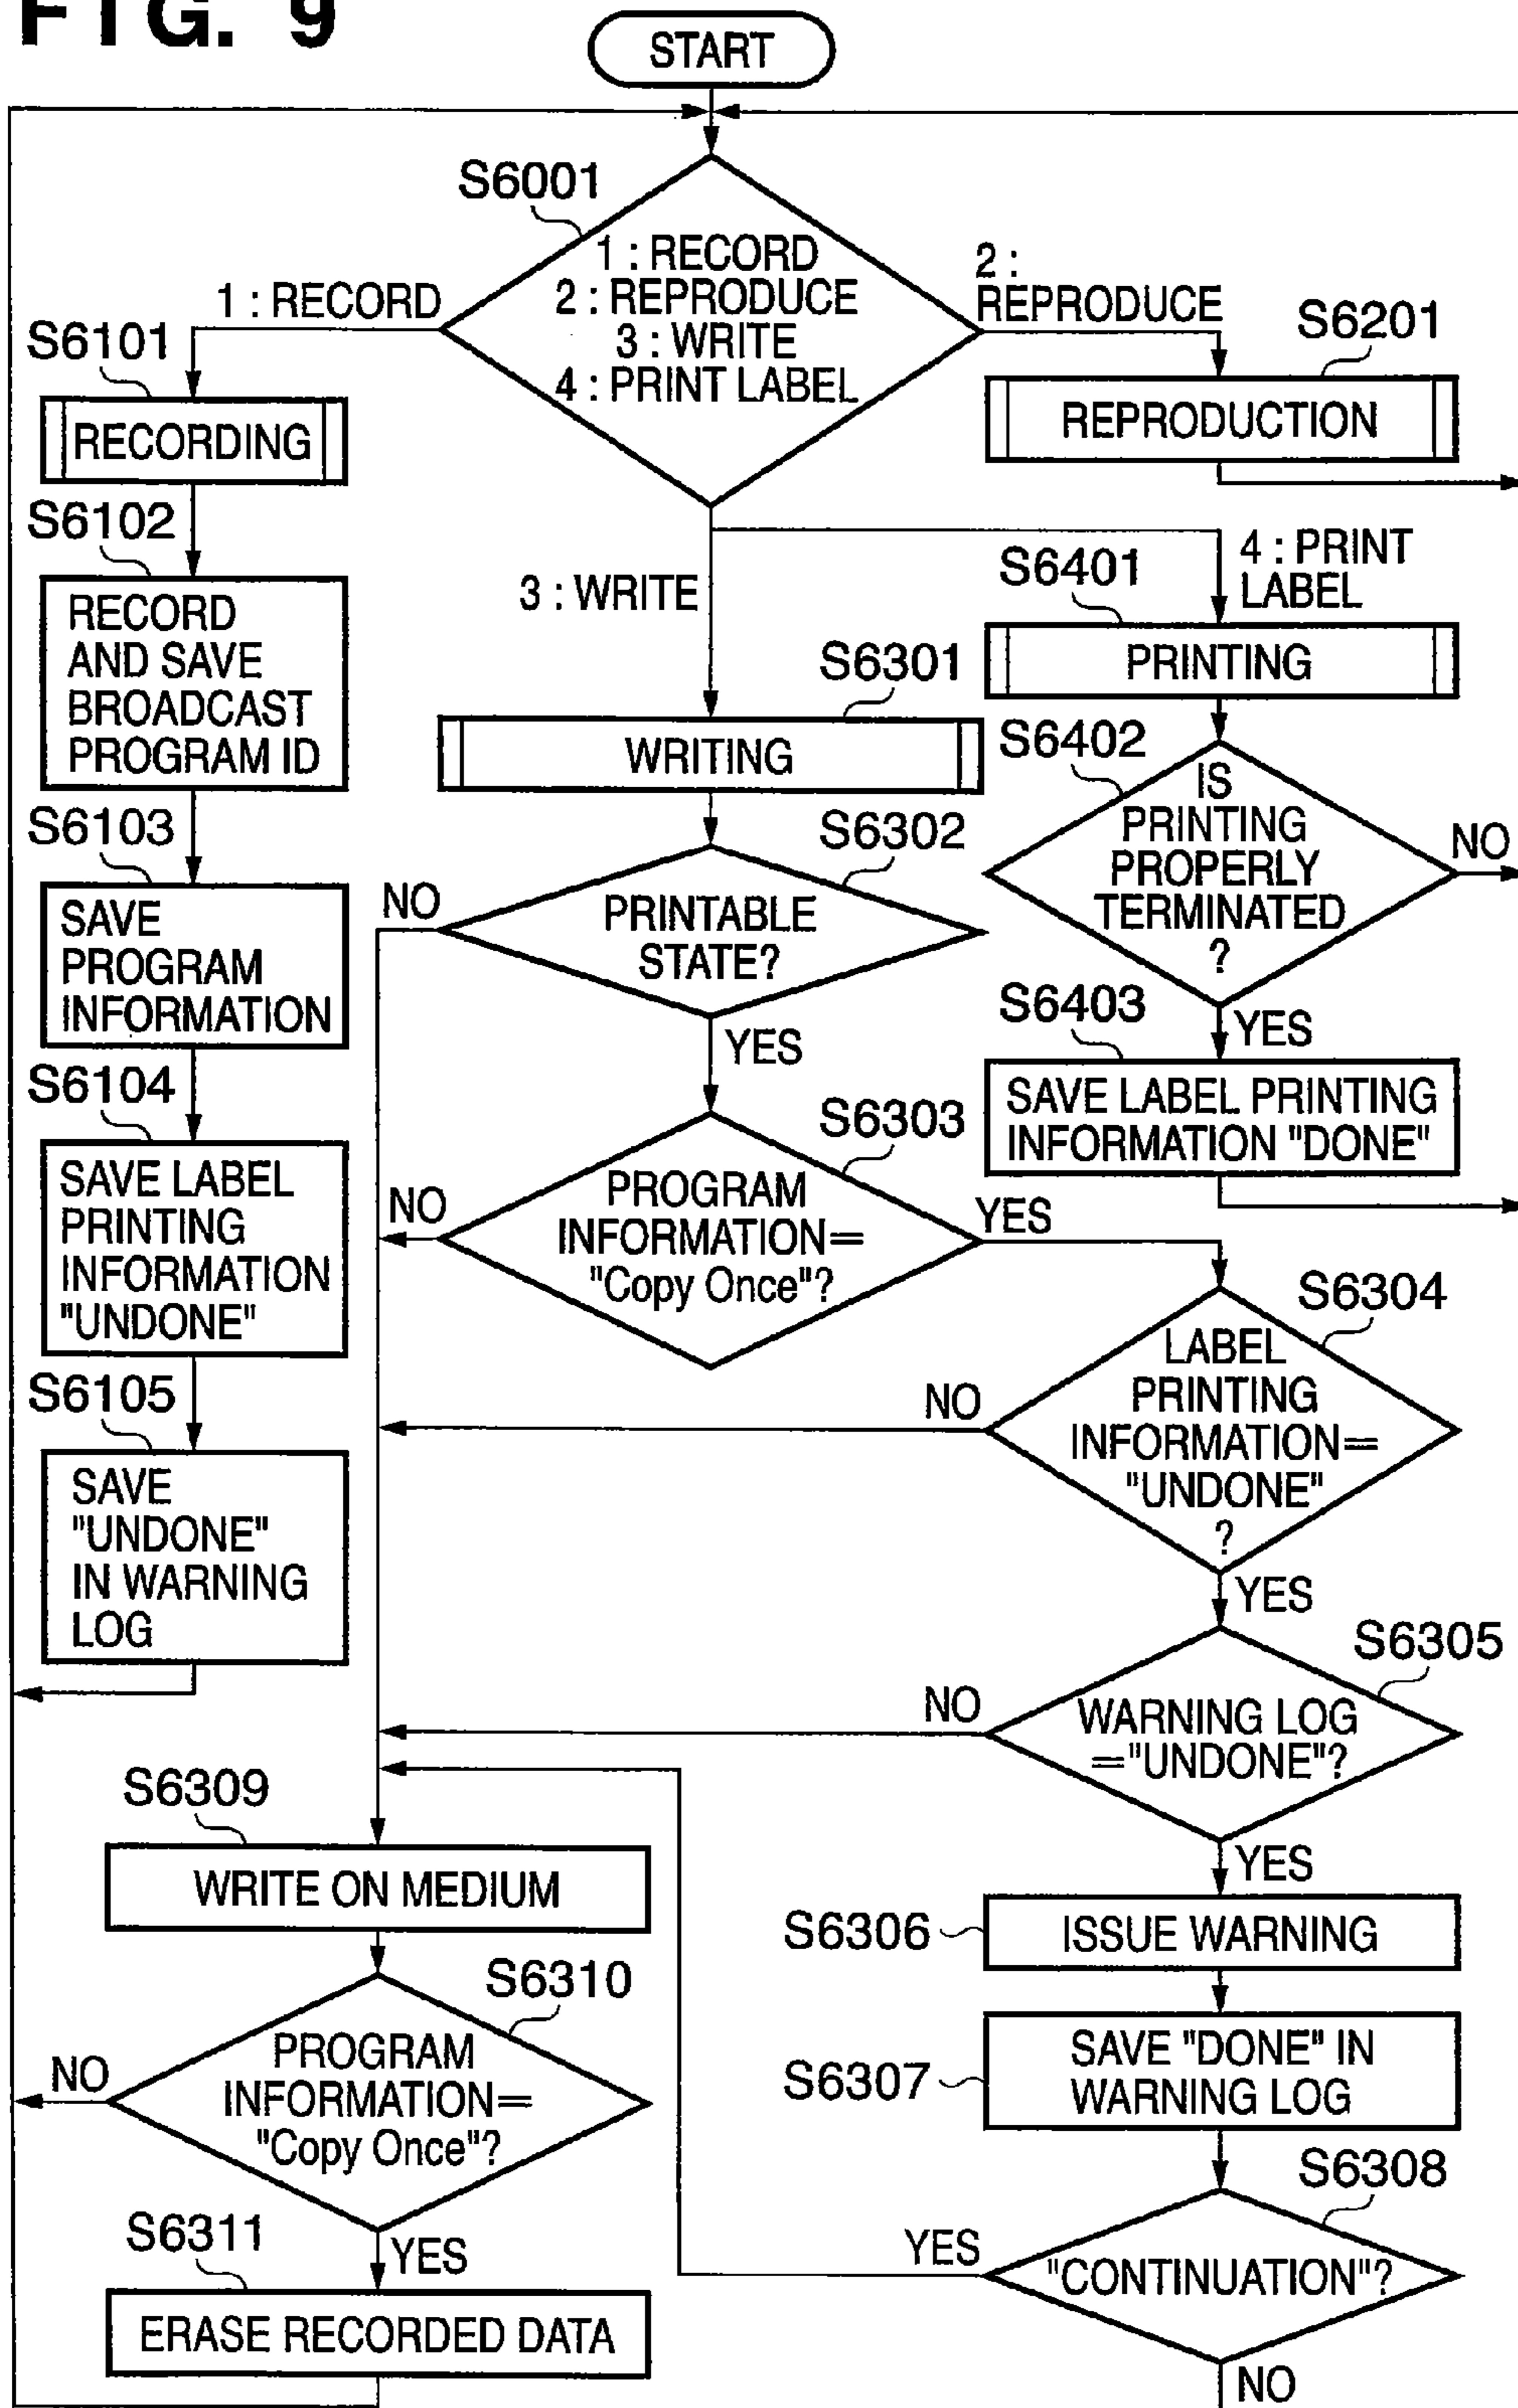 FIG. 9
START
S6001
1 : RECORD
2 : REPRODUCE
3 : WRITE
4 : PRINT LABEL
1 : RECORD
2 :
REPRODUCE
S6101
RECORDING
S6201
REPRODUCTION
S6102
RECORD
AND SAVE
BROADCAST
PROGRAM ID
3 : WRITE
4 : PRINT
LABEL
S6401
PRINTING
S6301
WRITING
S6402
IS
PRINTING
PROPERLY
TERMINATED
?
NO
YES
S6103
SAVE
PROGRAM
INFORMATION
S6302
PRINTABLE
STATE?
NO
YES
S6403
SAVE LABEL PRINTING
INFORMATION "DONE"
S6104
SAVE LABEL
PRINTING
INFORMATION
"UNDONE"
S6303
PROGRAM
INFORMATION=
"Copy Once"?
NO
YES
S6304
LABEL
PRINTING
INFORMATION=
"UNDONE"
?
NO
YES
S6105
SAVE
"UNDONE"
IN WARNING
LOG
S6305
WARNING LOG
="UNDONE"?
NO
YES
S6309
WRITE ON MEDIUM
S6306
ISSUE WARNING
S6310
PROGRAM
INFORMATION=
"Copy Once"?
NO
YES
S6307
SAVE "DONE" IN
WARNING LOG
S6308
"CONTINUATION"?
YES
NO
S6311
ERASE RECORDED DATA